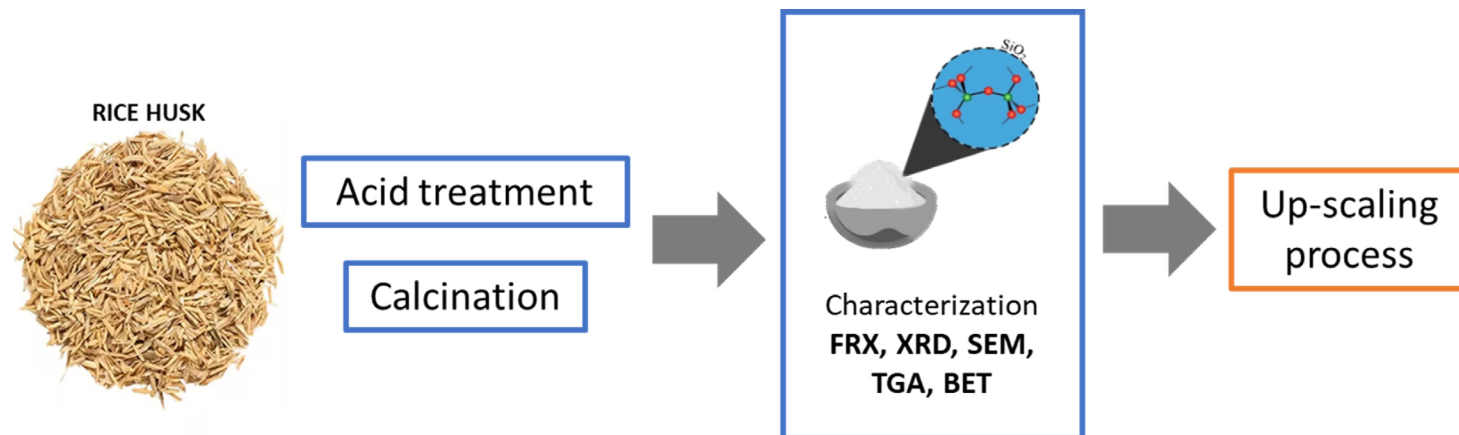 RICE HUSK
Acid treatment
Calcination
SiO₂
Characterization
FRX, XRD, SEM,
TGA, BET
Up-scaling
process